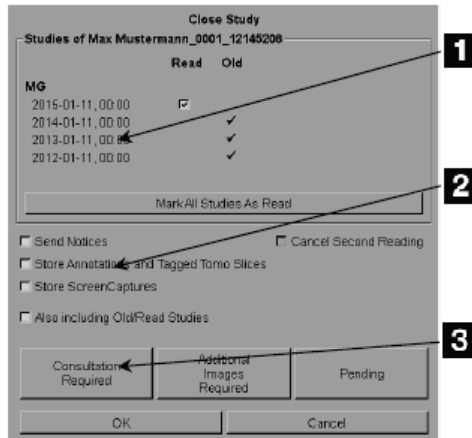 Close Study
Studies of Max Mustermann_0001_12145206
Read Old
MG
2015-01-11, 00:00
2014-01-11, 00:00
2013-01-11, 00:00
2012-01-11, 00:00
Mark All Studies As Read
Send Notices Cancel Second Reading
Store Annotations and Tagged Tomo Slices
Store ScreenCaptures
Also including Old/Read Studies
Consultation Required
Additional Images Required
Pending
OK Cancel
1
2
3